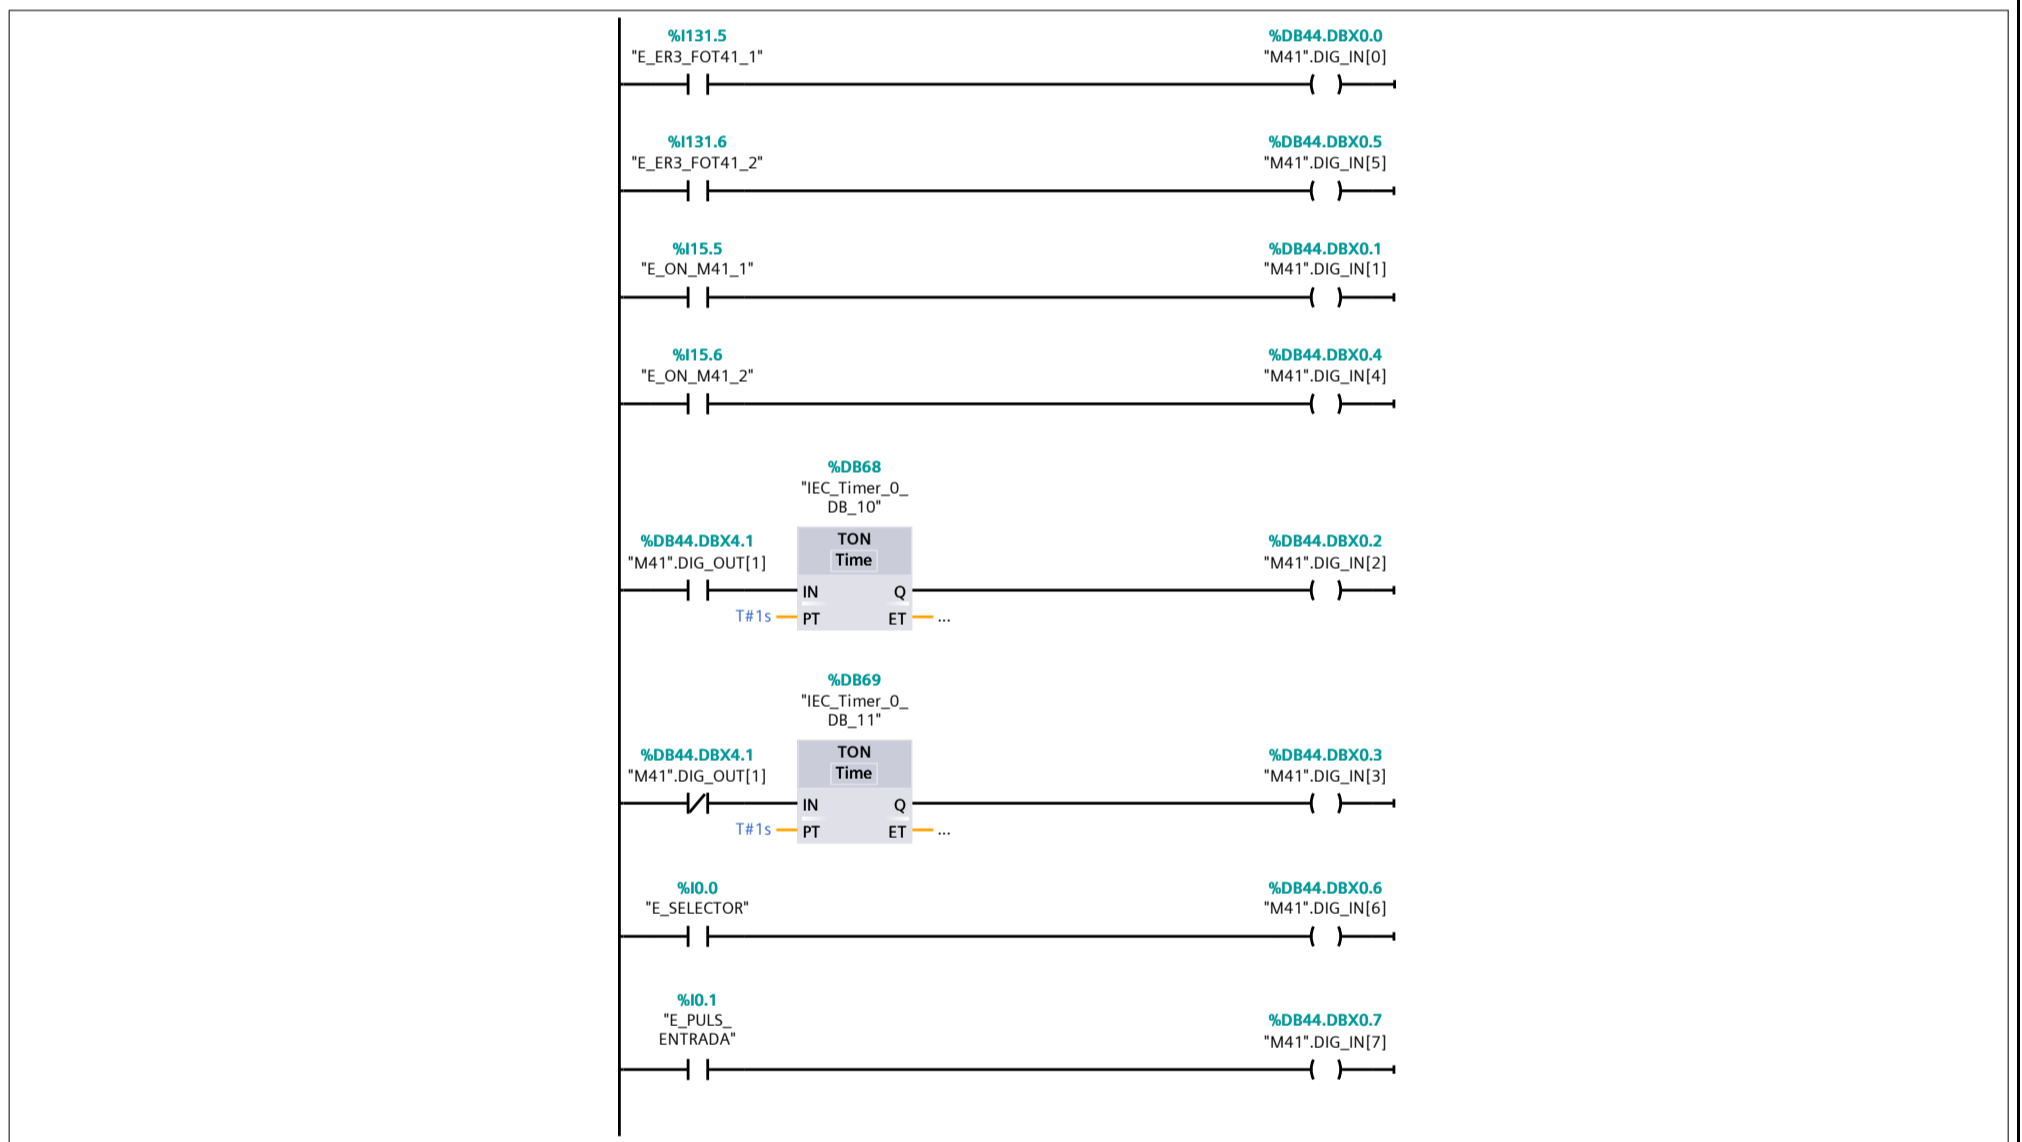 %I131.5
"E_ER3_FOT41_1"
%DB44.DBX0.0
"M41".DIG_IN[0]
%I131.6
"E_ER3_FOT41_2"
%DB44.DBX0.5
"M41".DIG_IN[5]
%I15.5
"E_ON_M41_1"
%DB44.DBX0.1
"M41".DIG_IN[1]
%I15.6
"E_ON_M41_2"
%DB44.DBX0.4
"M41".DIG_IN[4]
%DB68
"IEC_Timer_0_
DB_10"
%DB44.DBX4.1
"M41".DIG_OUT[1]
TON
Time
IN
Q
T#1s
PT
ET
...
%DB44.DBX0.2
"M41".DIG_IN[2]
%DB69
"IEC_Timer_0_
DB_11"
%DB44.DBX4.1
"M41".DIG_OUT[1]
TON
Time
IN
Q
T#1s
PT
ET
...
%DB44.DBX0.3
"M41".DIG_IN[3]
%I0.0
"E_SELECTOR"
%DB44.DBX0.6
"M41".DIG_IN[6]
%I0.1
"E_PULS_
ENTRADA"
%DB44.DBX0.7
"M41".DIG_IN[7]